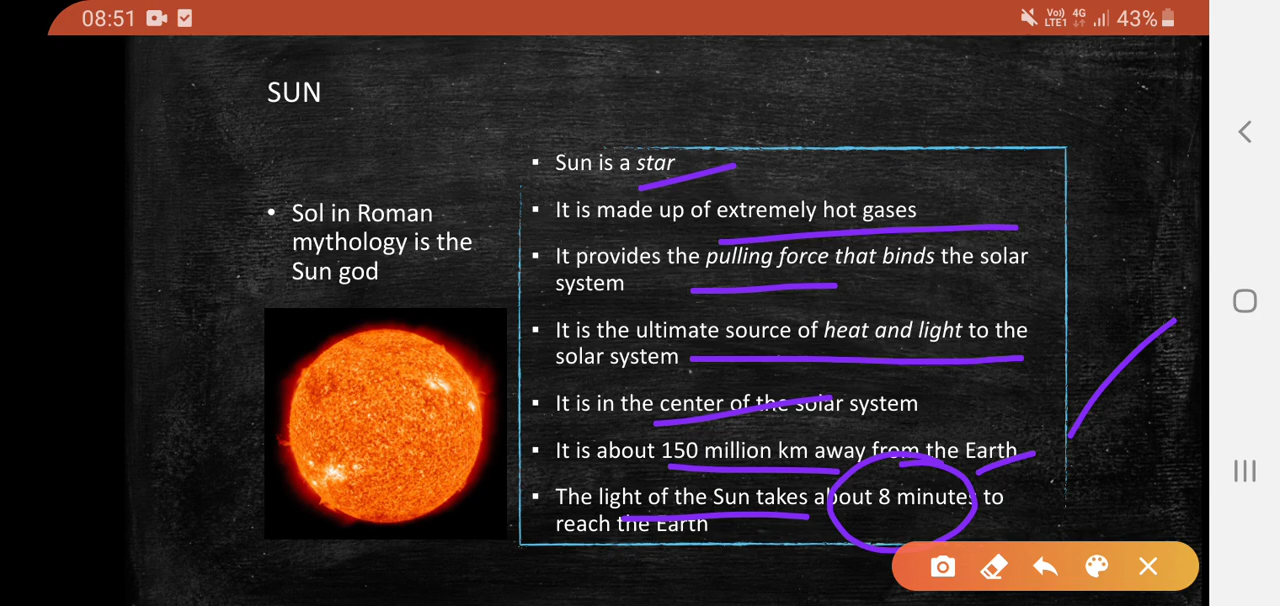 08:51
Vo)) 4G
LTE1
43%
SUN
• Sol in Roman
mythology is the
Sun god
▪ Sun is a star
▪ It is made up of extremely hot gases
▪ It provides the pulling force that binds the solar
system
▪ It is the ultimate source of heat and light to the
solar system
▪ It is in the center of the solar system
▪ It is about 150 million km away from the Earth
▪ The light of the Sun takes about 8 minutes to
reach the Earth